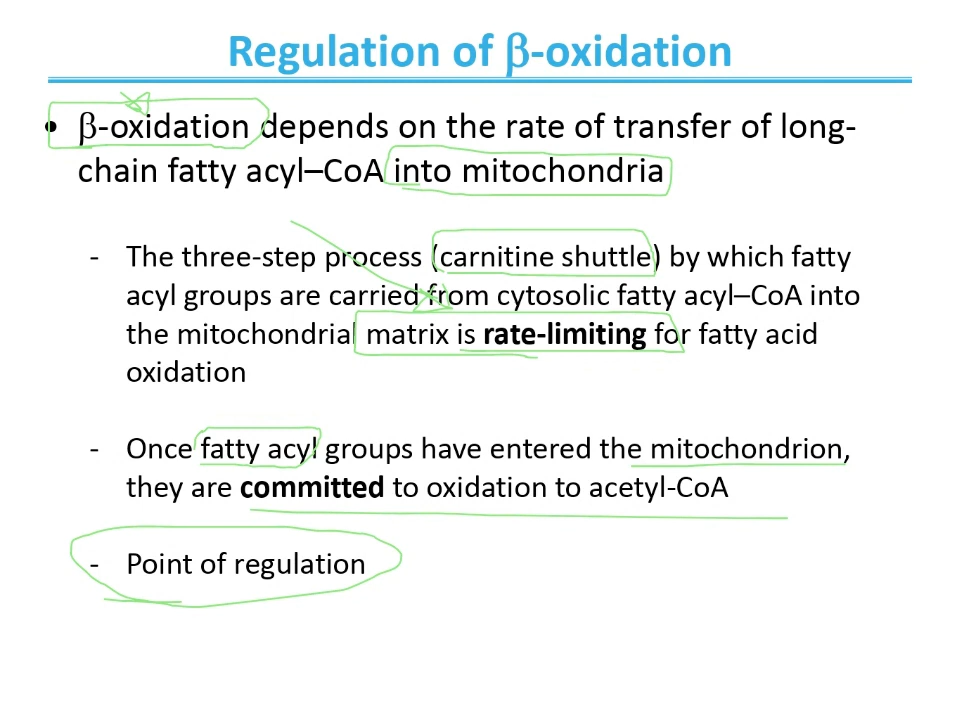 Regulation of β-oxidation
• β-oxidation depends on the rate of transfer of long-
chain fatty acyl–CoA into mitochondria
- The three-step process (carnitine shuttle) by which fatty
acyl groups are carried from cytosolic fatty acyl–CoA into
the mitochondrial matrix is rate-limiting for fatty acid
oxidation
- Once fatty acyl groups have entered the mitochondrion,
they are committed to oxidation to acetyl-CoA
- Point of regulation